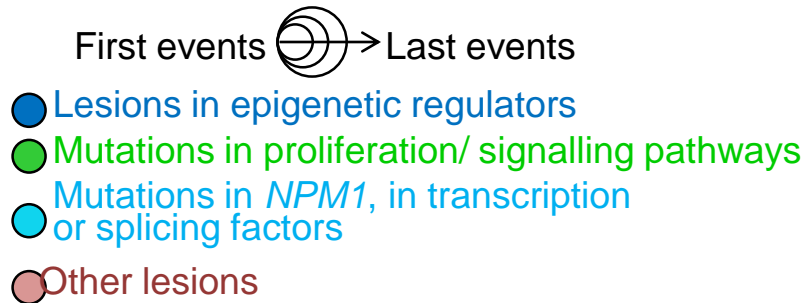 First events Last events
Lesions in epigenetic regulators
Mutations in proliferation/ signalling pathways
Mutations in NPM1, in transcription
or splicing factors
Other lesions